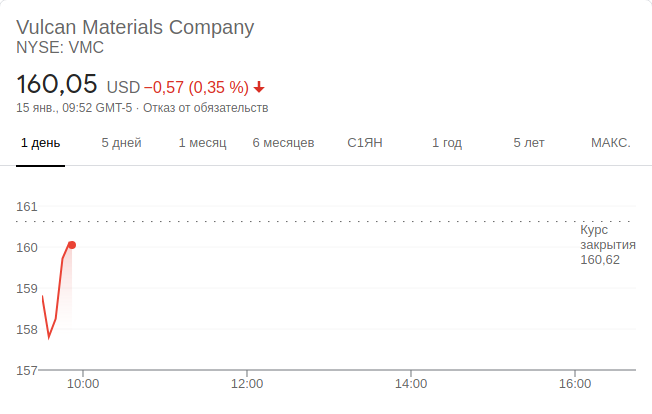 Vulcan Materials Company
NYSE: VMC
160,05 USD −0,57 (0,35 %)
15 янв., 09:52 GMT-5 · Отказ от обязательств
1 день 5 дней 1 месяц 6 месяцев С1ЯН 1 год 5 лет МАКС.
161
Курс
160
закрытия
160,62
159
158
157
10:00 12:00 14:00 16:00